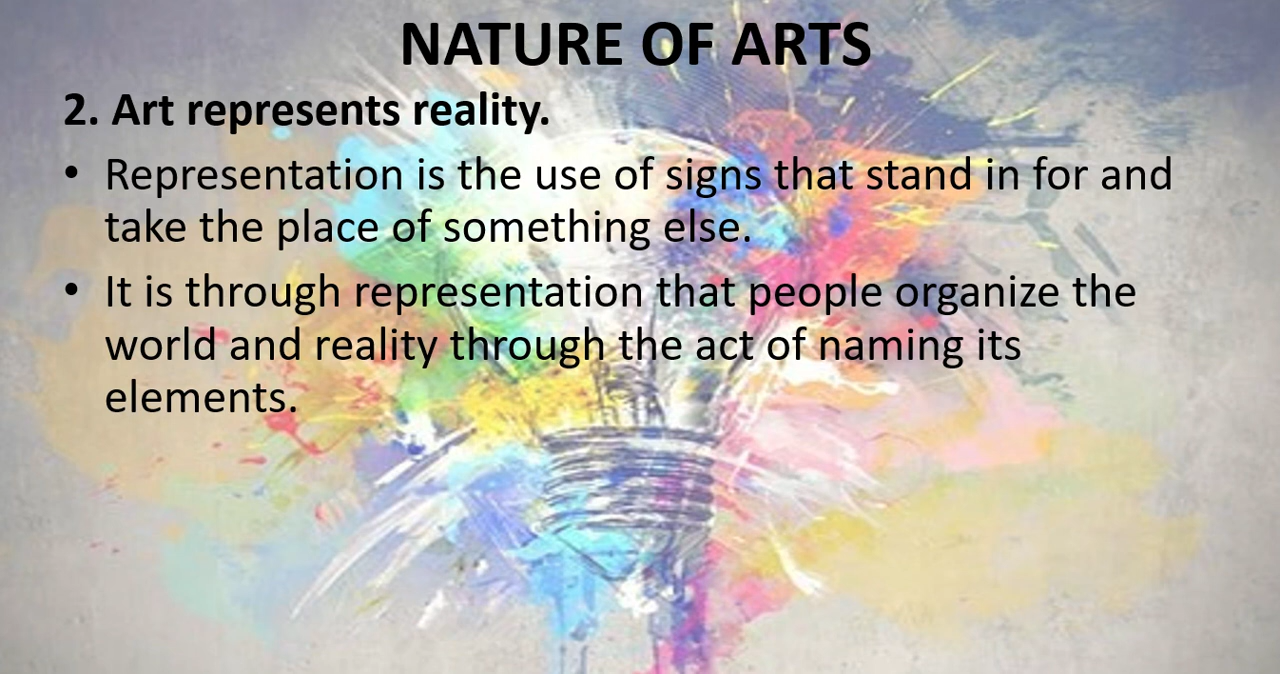 NATURE OF ARTS
2. Art represents reality.
• Representation is the use of signs that stand in for and
take the place of something else.
• It is through representation that people organize the
world and reality through the act of naming its
elements.